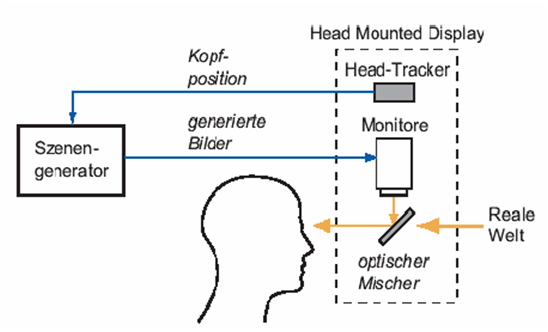 Head Mounted Display
Kopf-
position
Head-Tracker
generierte
Bilder
Monitore
Szenen-
generator
Reale
Welt
optischer
Mischer